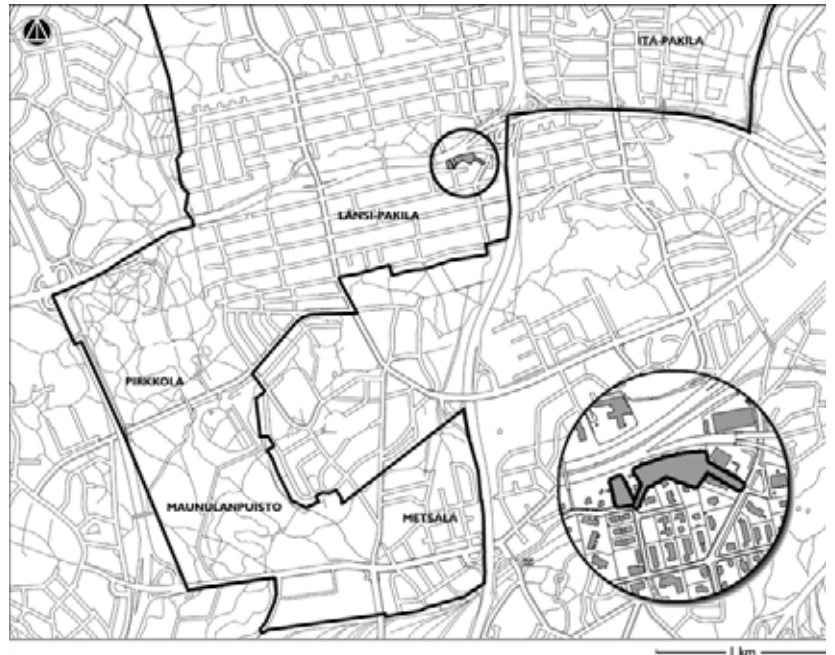 ITÄ-PAKILA
LÄNSI-PAKILA
PIRKKOLA
MAUNULANPUISTO
METSÄLÄ
1 km